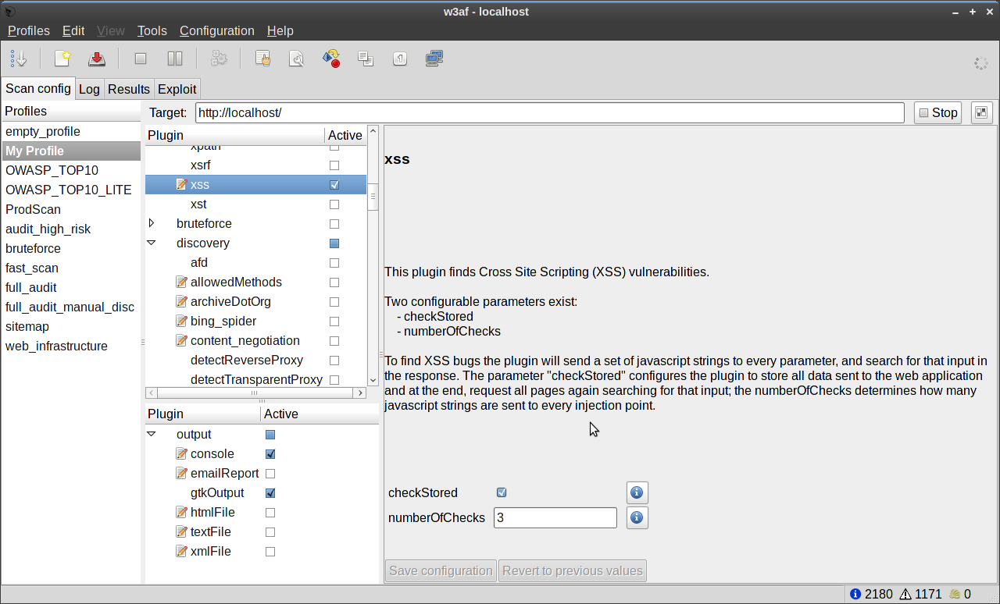 w3af - localhost
Profiles Edit View Tools Configuration Help
1
Scan config Log Results Exploit
Profiles
empty_profile
My Profile
OWASP_TOP10
OWASP_TOP10_LITE
ProdScan
audit_high_risk
bruteforce
fast_scan
full_audit
full_audit_manual_disc
sitemap
web_infrastructure
Target: http://localhost/ Stop
Plugin Active
xpath
xsrf
xss
xst
bruteforce
discovery
afd
allowedMethods
archiveDotOrg
bing_spider
content_negotiation
detectReverseProxy
detectTransparentProxy
Plugin Active
output
console
emailReport
gtkOutput
htmlFile
textFile
xmlFile
xss
This plugin finds Cross Site Scripting (XSS) vulnerabilities.
Two configurable parameters exist:
- checkStored
- numberOfChecks
To find XSS bugs the plugin will send a set of javascript strings to every parameter, and search for that input in
the response. The parameter "checkStored" configures the plugin to store all data sent to the web application
and at the end, request all pages again searching for that input; the numberOfChecks determines how many
javascript strings are sent to every injection point.
checkStored
numberOfChecks 3
Save configuration Revert to previous values
2180 1171 0